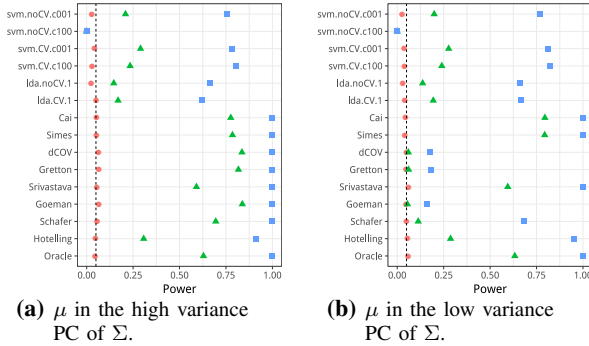 svm.noCV.c001
svm.noCV.c100
svm.CV.c001
svm.CV.c100
lda.noCV.1
lda.CV.1
Cai
Simes
dCOV
Gretton
Srivastava
Goeman
Schafer
Hotelling
Oracle
0.00 0.25 0.50 0.75 1.00
Power
(a) μ in the high variance
PC of Σ.
svm.noCV.c001
svm.noCV.c100
svm.CV.c001
svm.CV.c100
lda.noCV.1
lda.CV.1
Cai
Simes
dCOV
Gretton
Srivastava
Goeman
Schafer
Hotelling
Oracle
0.00 0.25 0.50 0.75 1.00
Power
(b) μ in the low variance
PC of Σ.